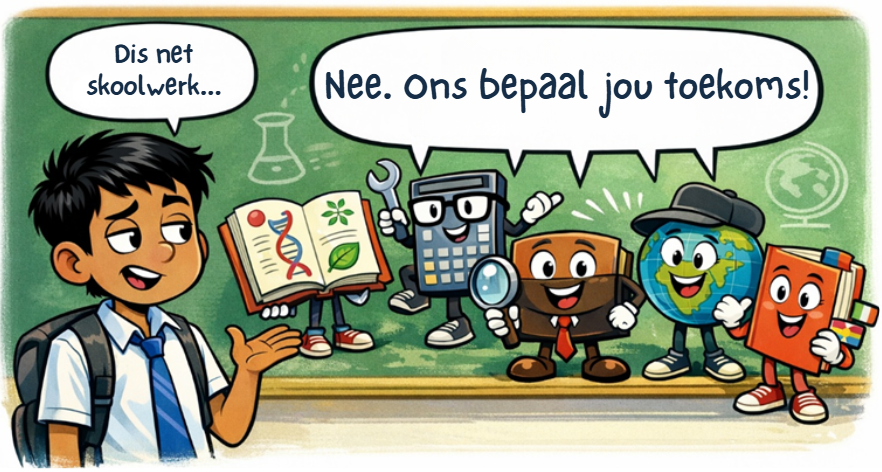 Dis net
skoolwerk...
Nee. Ons bepaal jou toekoms!